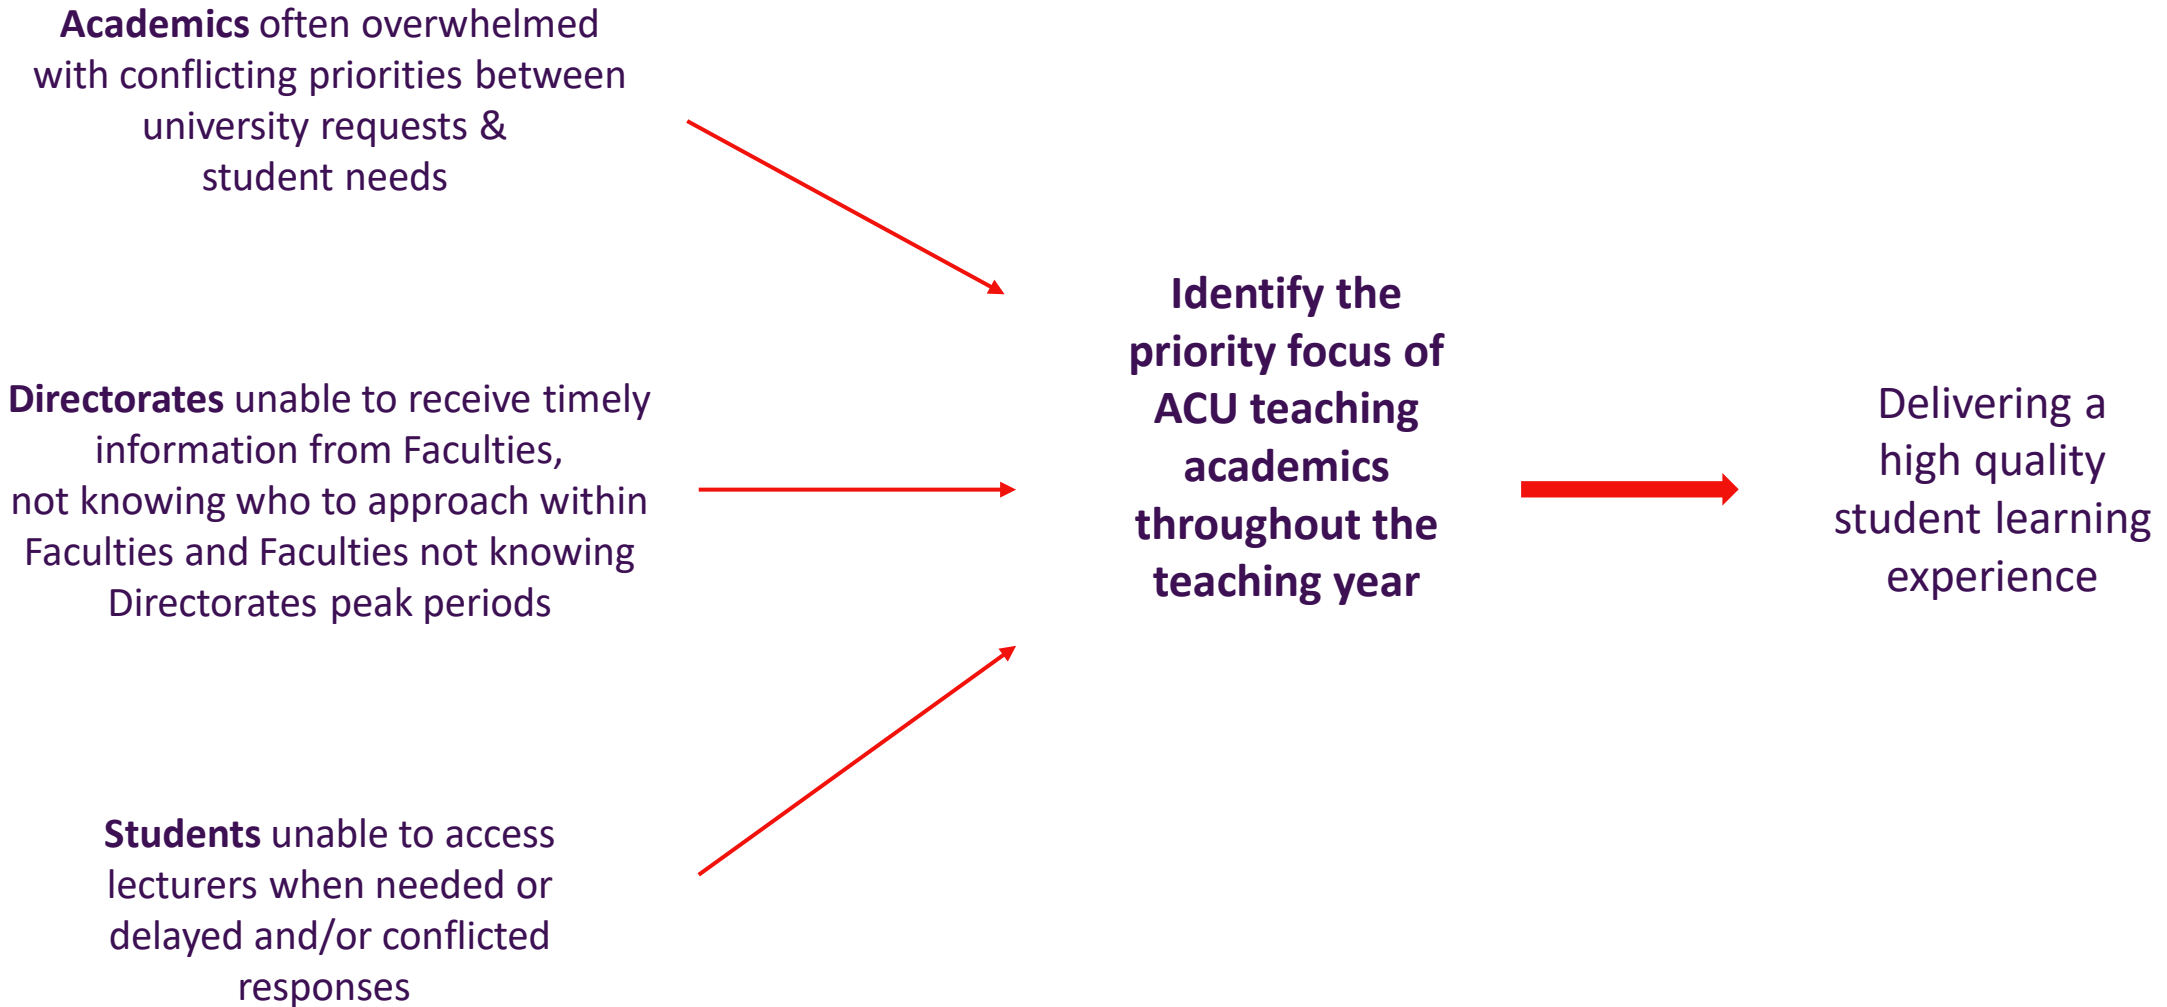 Academics often overwhelmed
with conflicting priorities between
university requests &
student needs
Directorates unable to receive timely
information from Faculties,
not knowing who to approach within
Faculties and Faculties not knowing
Directorates peak periods
Students unable to access
lecturers when needed or
delayed and/or conflicted
responses
Identify the
priority focus of
ACU teaching
academics
throughout the
teaching year
Delivering a
high quality
student learning
experience